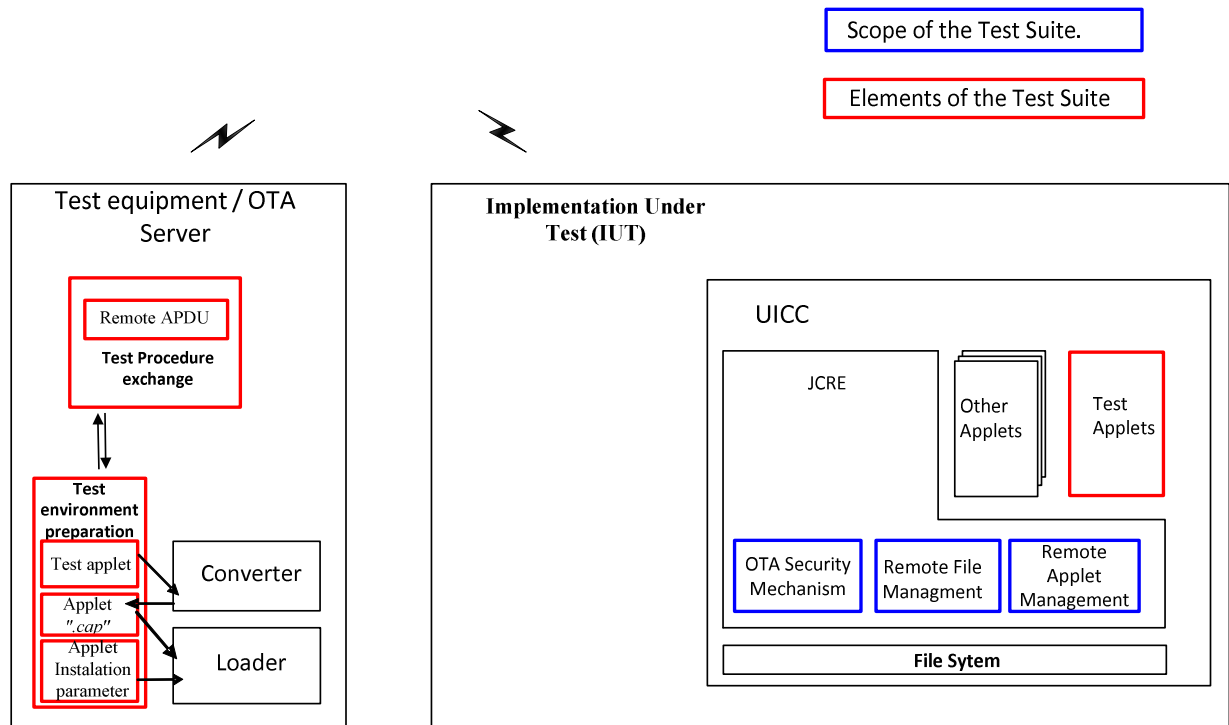 Scope of the Test Suite.
Elements of the Test Suite
Test equipment / OTA
Server
Remote APDU
Test Procedure
exchange
Test
environment
preparation
Test applet
Applet
".cap"
Applet
Instalation
parameter
Converter
Loader
Implementation Under
Test (IUT)
UICC
JCRE
Other
Applets
Test
Applets
OTA Security
Mechanism
Remote File
Managment
Remote
Applet
Management
File Sytem